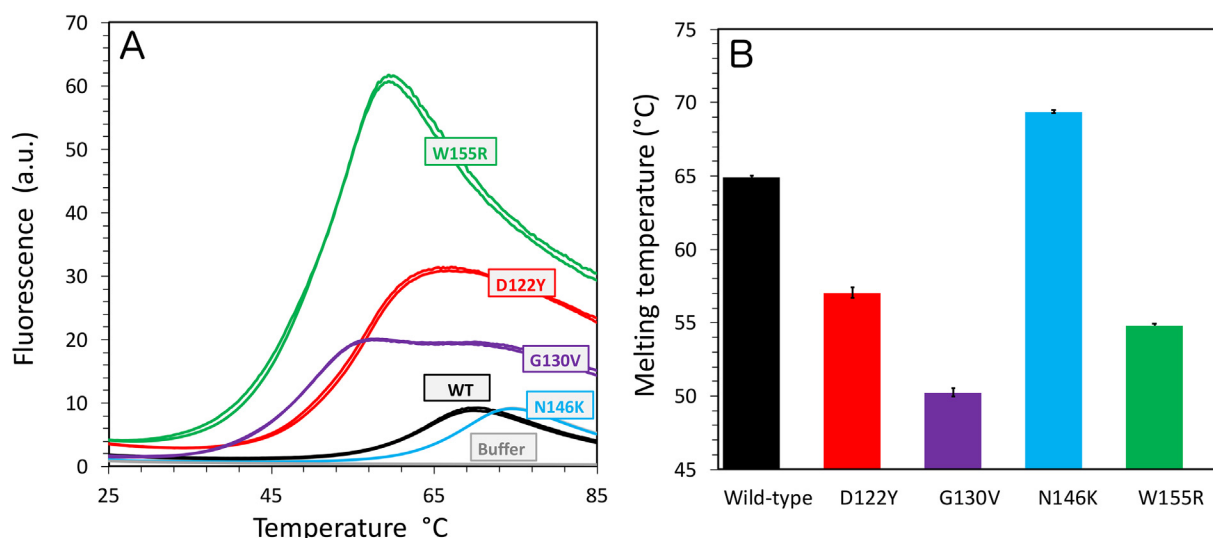 A
Fluorescence (a.u.)
70
60
50
40
30
20
10
0
W155R
D122Y
G130V
WT
N146K
Buffer
25
45
65
85
Temperature °C
B
Melting temperature (°C)
75
70
65
60
55
50
45
Wild-type
D122Y
G130V
N146K
W155R